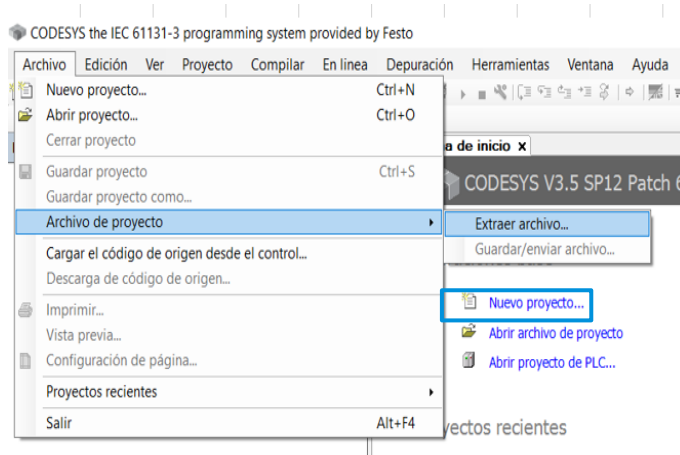 CODESYS the IEC 61131-3 programming system provided by Festo
Archivo Edición Ver Proyecto Compilar En línea Depuración Herramientas Ventana Ayuda
Nuevo proyecto... Ctrl+N
Abrir proyecto... Ctrl+O
Cerrar proyecto
a de inicio x
Guardar proyecto Ctrl+S
CODESYS V3.5 SP12 Patch 6
Guardar proyecto como...
Archivo de proyecto
Extraer archivo...
Cargar el código de origen desde el control...
Guardar/enviar archivo...
Descarga de código de origen...
Nuevo proyecto...
Imprimir...
Vista previa...
Abrir archivo de proyecto
Configuración de página...
Abrir proyecto de PLC...
Proyectos recientes
Salir Alt+F4
yectos recientes